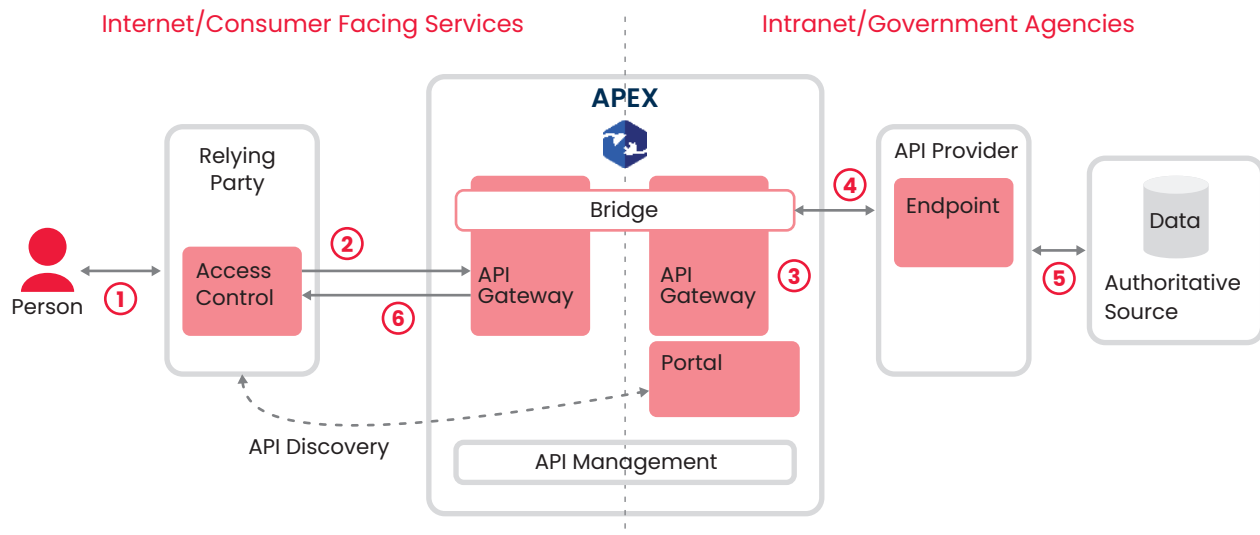 Internet/Consumer Facing Services
Intranet/Government Agencies
APEX
Relying
Party
API Provider
Bridge
Endpoint
Data
Access
Control
API
Gateway
API
Gateway
Authoritative
Source
Person
1
2
3
4
5
6
Portal
API Discovery
API Management